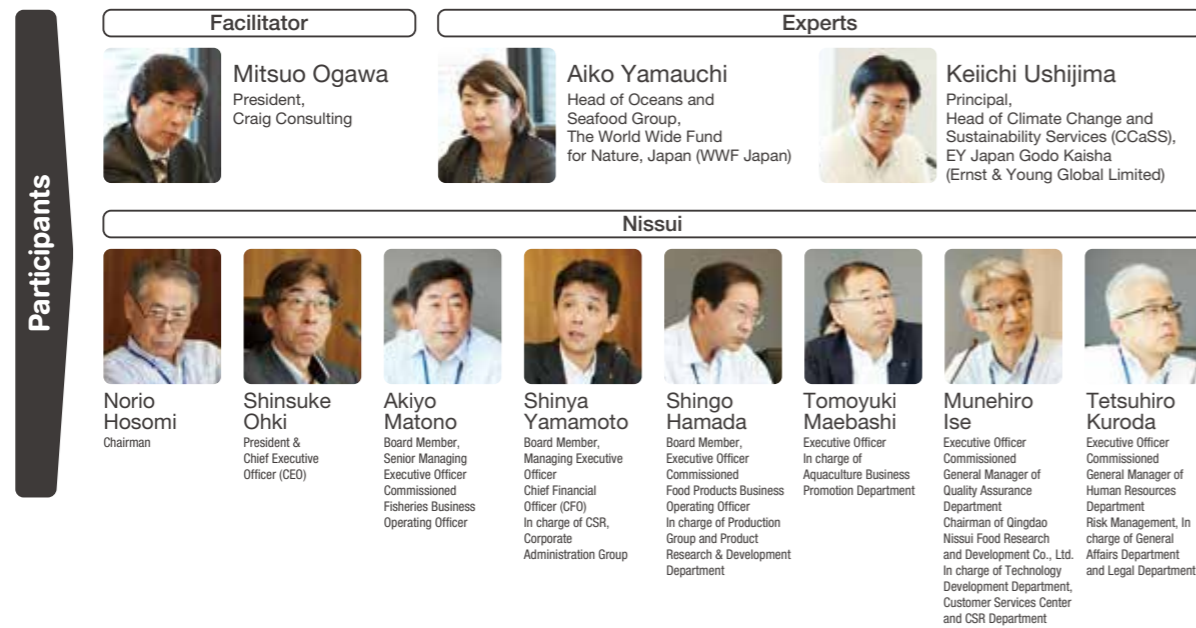 Participants
Facilitator
Mitsuo Ogawa
President,
Craig Consulting
Experts
Aiko Yamauchi
Head of Oceans and
Seafood Group,
The World Wide Fund
for Nature, Japan (WWF Japan)
Keiichi Ushijima
Principal,
Head of Climate Change and
Sustainability Services (CCaSS),
EY Japan Godo Kaisha
(Ernst & Young Global Limited)
Nissui
Norio
Hosomi
Chairman
Shinsuke
Ohki
President &
Chief Executive
Officer (CEO)
Akiyo
Matono
Board Member,
Senior Managing
Executive Officer
Commissioned
Fisheries Business
Operating Officer
Shinya
Yamamoto
Board Member,
Managing Executive
Officer
Chief Financial
Officer (CFO)
In charge of CSR,
Corporate
Administration Group
Shingo
Hamada
Board Member,
Executive Officer
Commissioned
Food Products Business
Operating Officer
In charge of Production
Group and Product
Research & Development
Department
Tomoyuki
Maebashi
Executive Officer
In charge of
Aquaculture Business
Promotion Department
Munehiro
Ise
Executive Officer
Commissioned
General Manager of
Quality Assurance
Department
Chairman of Qingdao
Nissui Food Research
and Development Co., Ltd.
In charge of Technology
Development Department,
Customer Services Center
and CSR Department
Tetsuhiro
Kuroda
Executive Officer
Commissioned
General Manager of
Human Resources
Department
Risk Management, In
charge of General
Affairs Department
and Legal Department